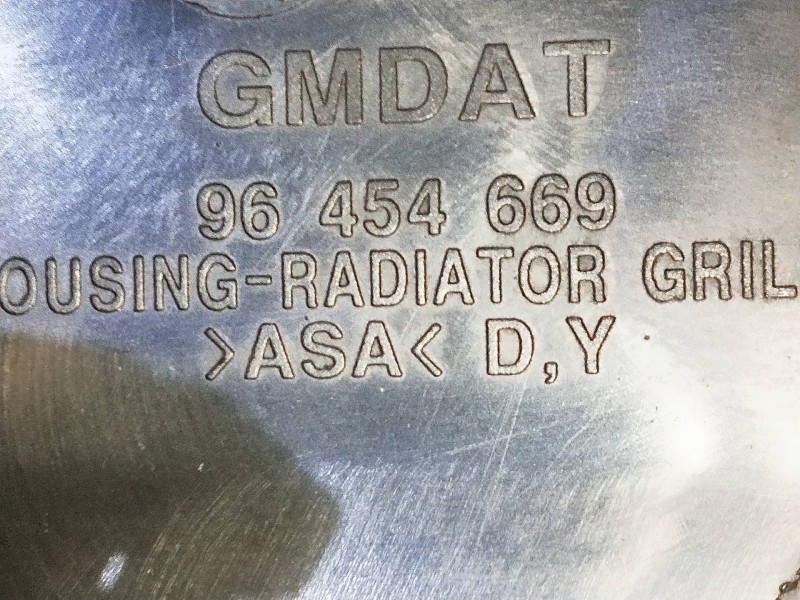 GMDAT
96 454 669
OUSING-RADIATOR GRIL
>ASA< D,Y